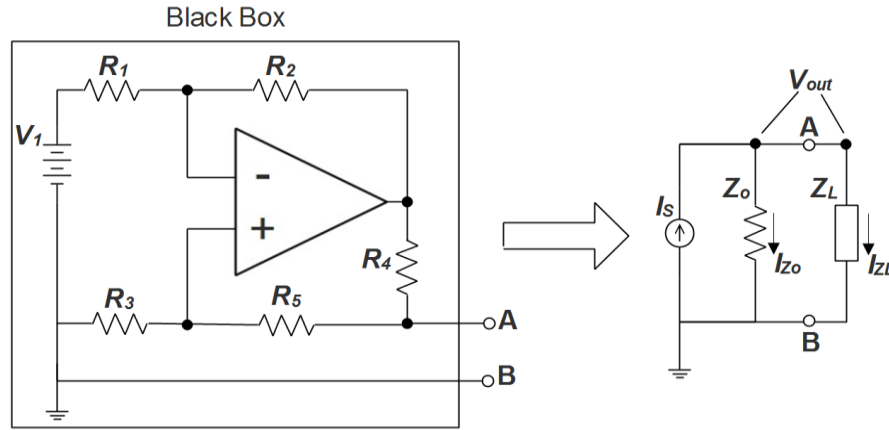 Black Box
R1
R2
V1
-
+
R4
R3
R5
A
B
Vout
A
Zo
ZL
IS
IZo
IZL
B